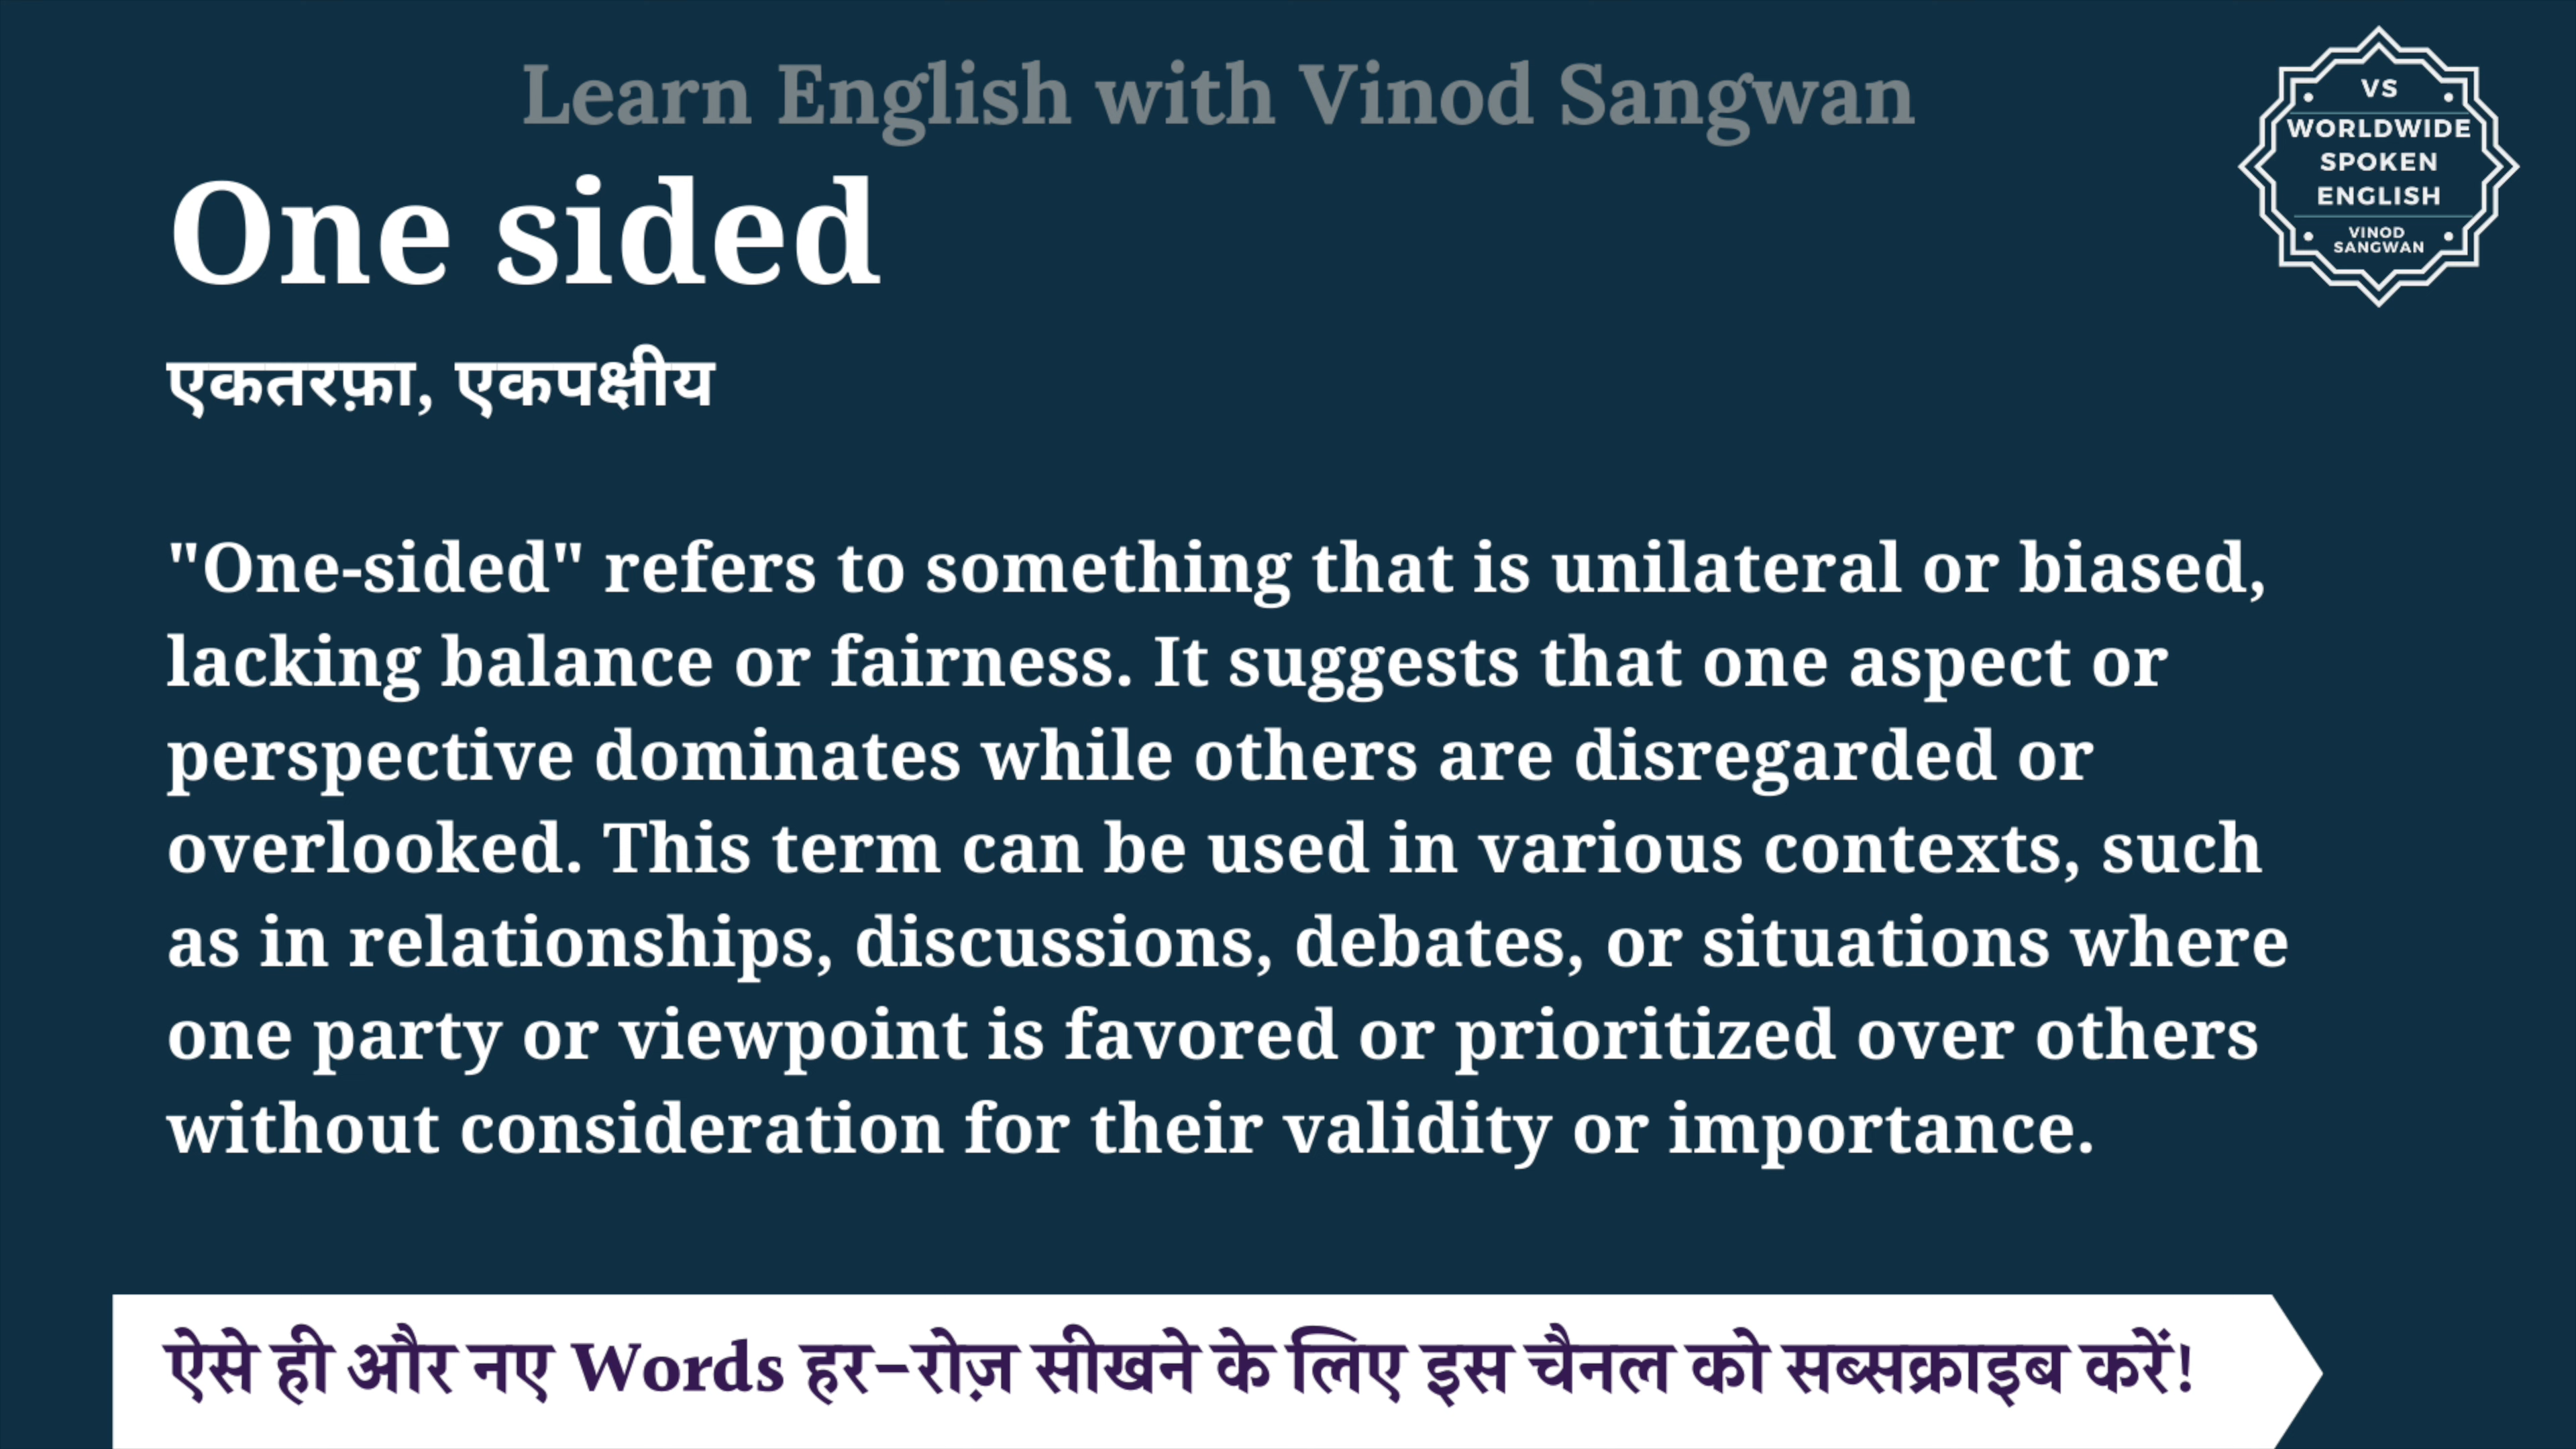 Learn English with Vinod Sangwan
VS
WORLDWIDE
SPOKEN
ENGLISH
VINOD
SANGWAN
One sided
एकतरफ़ा, एकपक्षीय
"One-sided" refers to something that is unilateral or biased,
lacking balance or fairness. It suggests that one aspect or
perspective dominates while others are disregarded or
overlooked. This term can be used in various contexts, such
as in relationships, discussions, debates, or situations where
one party or viewpoint is favored or prioritized over others
without consideration for their validity or importance.
ऐसे ही और नए Words हर-रोज़ सीखने के लिए इस चैनल को सब्सक्राइब करें!